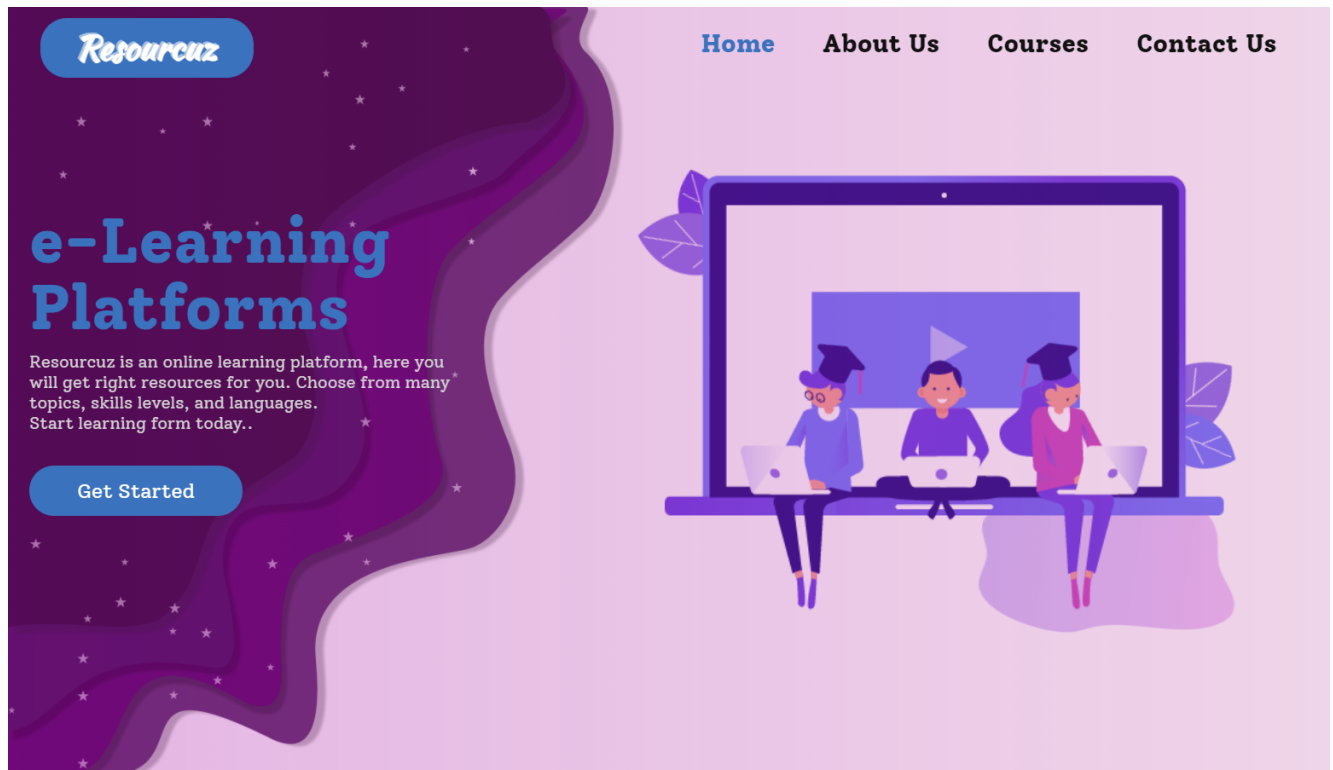 Resourcuz
Home About Us Courses Contact Us
e-Learning
Platforms
Resourcuz is an online learning platform, here you
will get right resources for you. Choose from many
topics, skills levels, and languages.
Start learning form today..
Get Started